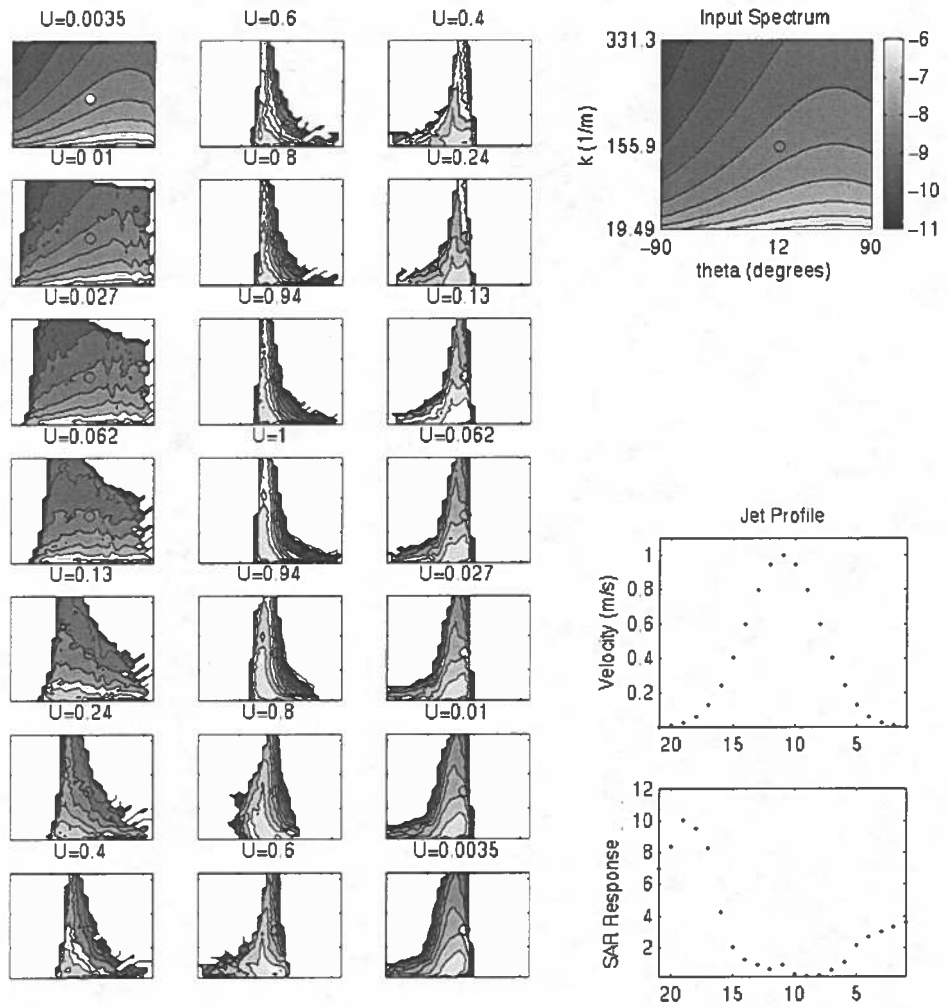 U=0.0035 U=0.6 U=0.4
U=0.01 U=0.8 U=0.24
U=0.027 U=0.94 U=0.13
U=0.062 U=1 U=0.062
U=0.13 U=0.94 U=0.027
U=0.24 U=0.8 U=0.01
U=0.4 U=0.6 U=0.0035
Input Spectrum
331.3
155.9
19.49
k (1/m)
-90 12 90
theta (degrees)
-6
-7
-8
-9
-10
-11
Jet Profile
1
0.8
0.6
0.4
0.2
Velocity (m/s)
20 15 10 5
12
10
8
6
4
2
SAR Response
20 15 10 5